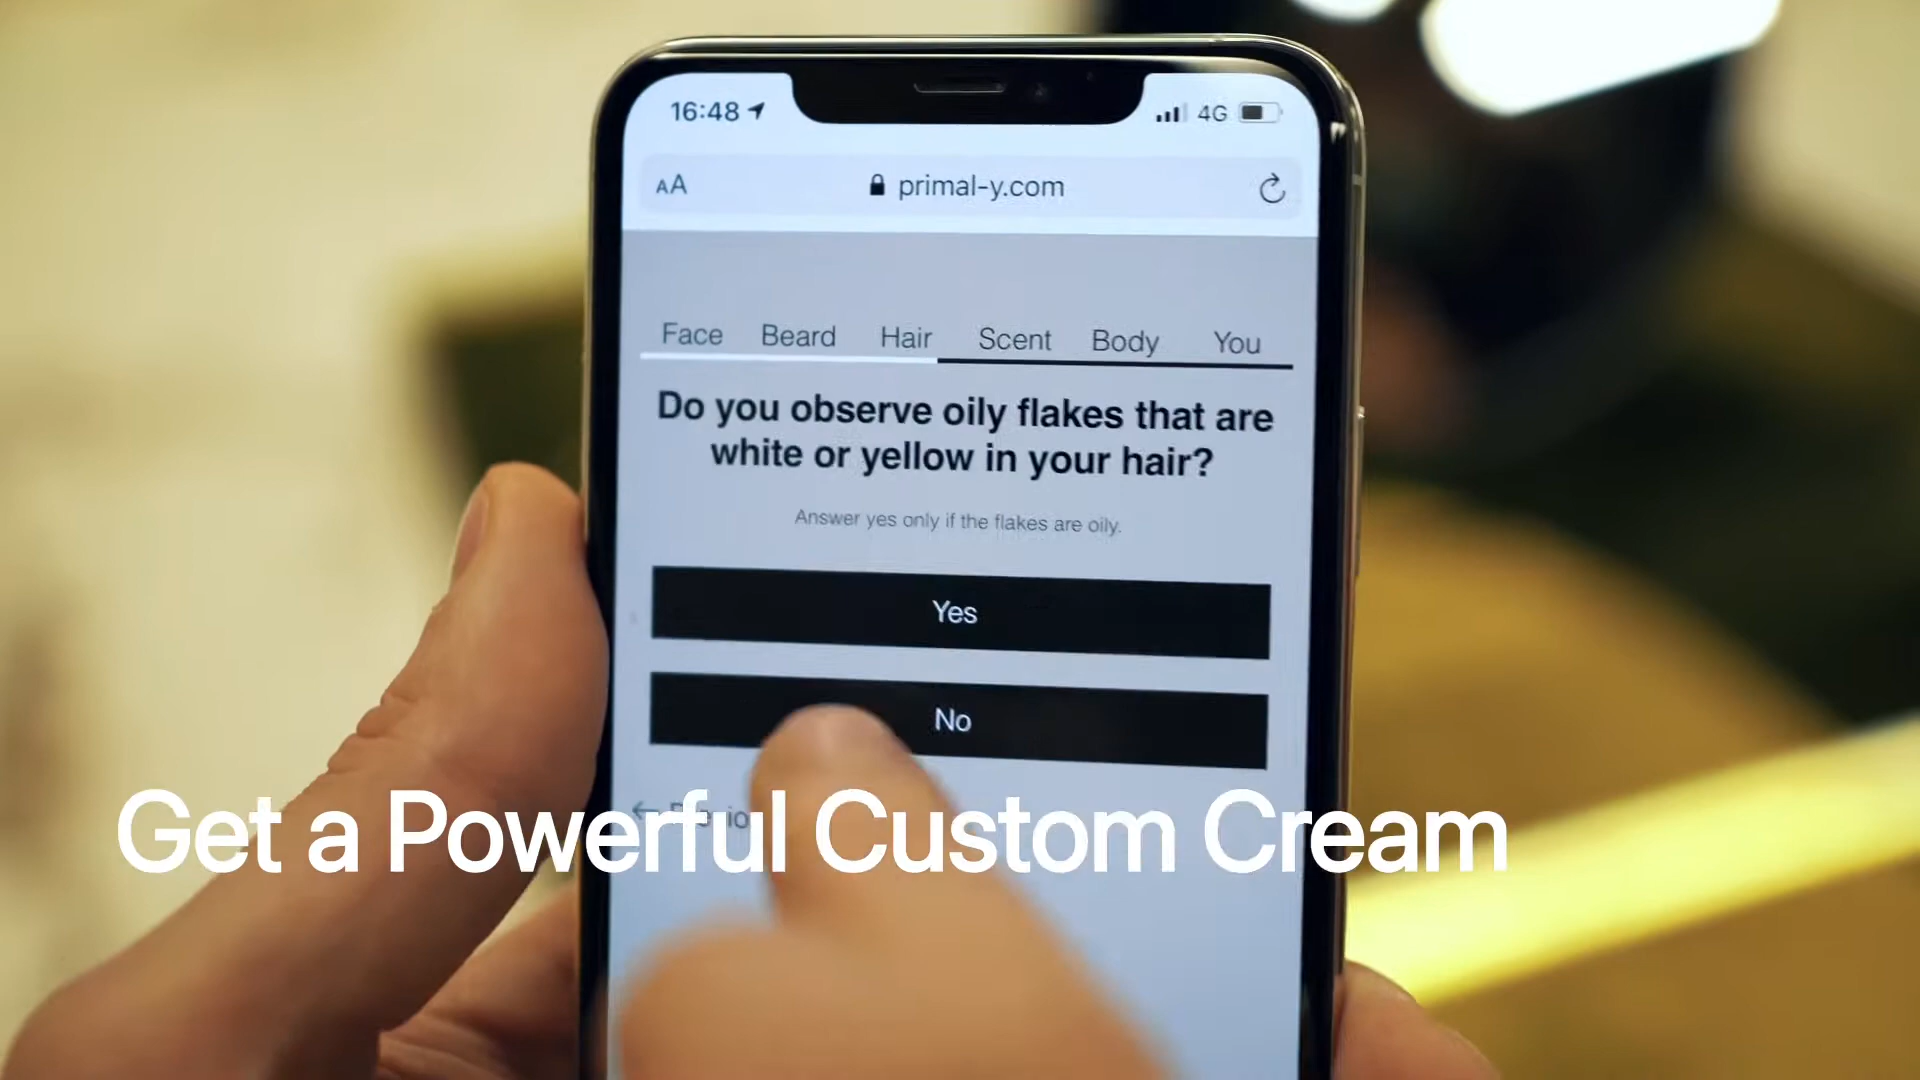 16:48
4G
AA
primal-y.com
Face Beard Hair Scent Body You
Do you observe oily flakes that are
white or yellow in your hair?
Answer yes only if the flakes are oily.
Yes
No
Get a Powerful Custom Cream